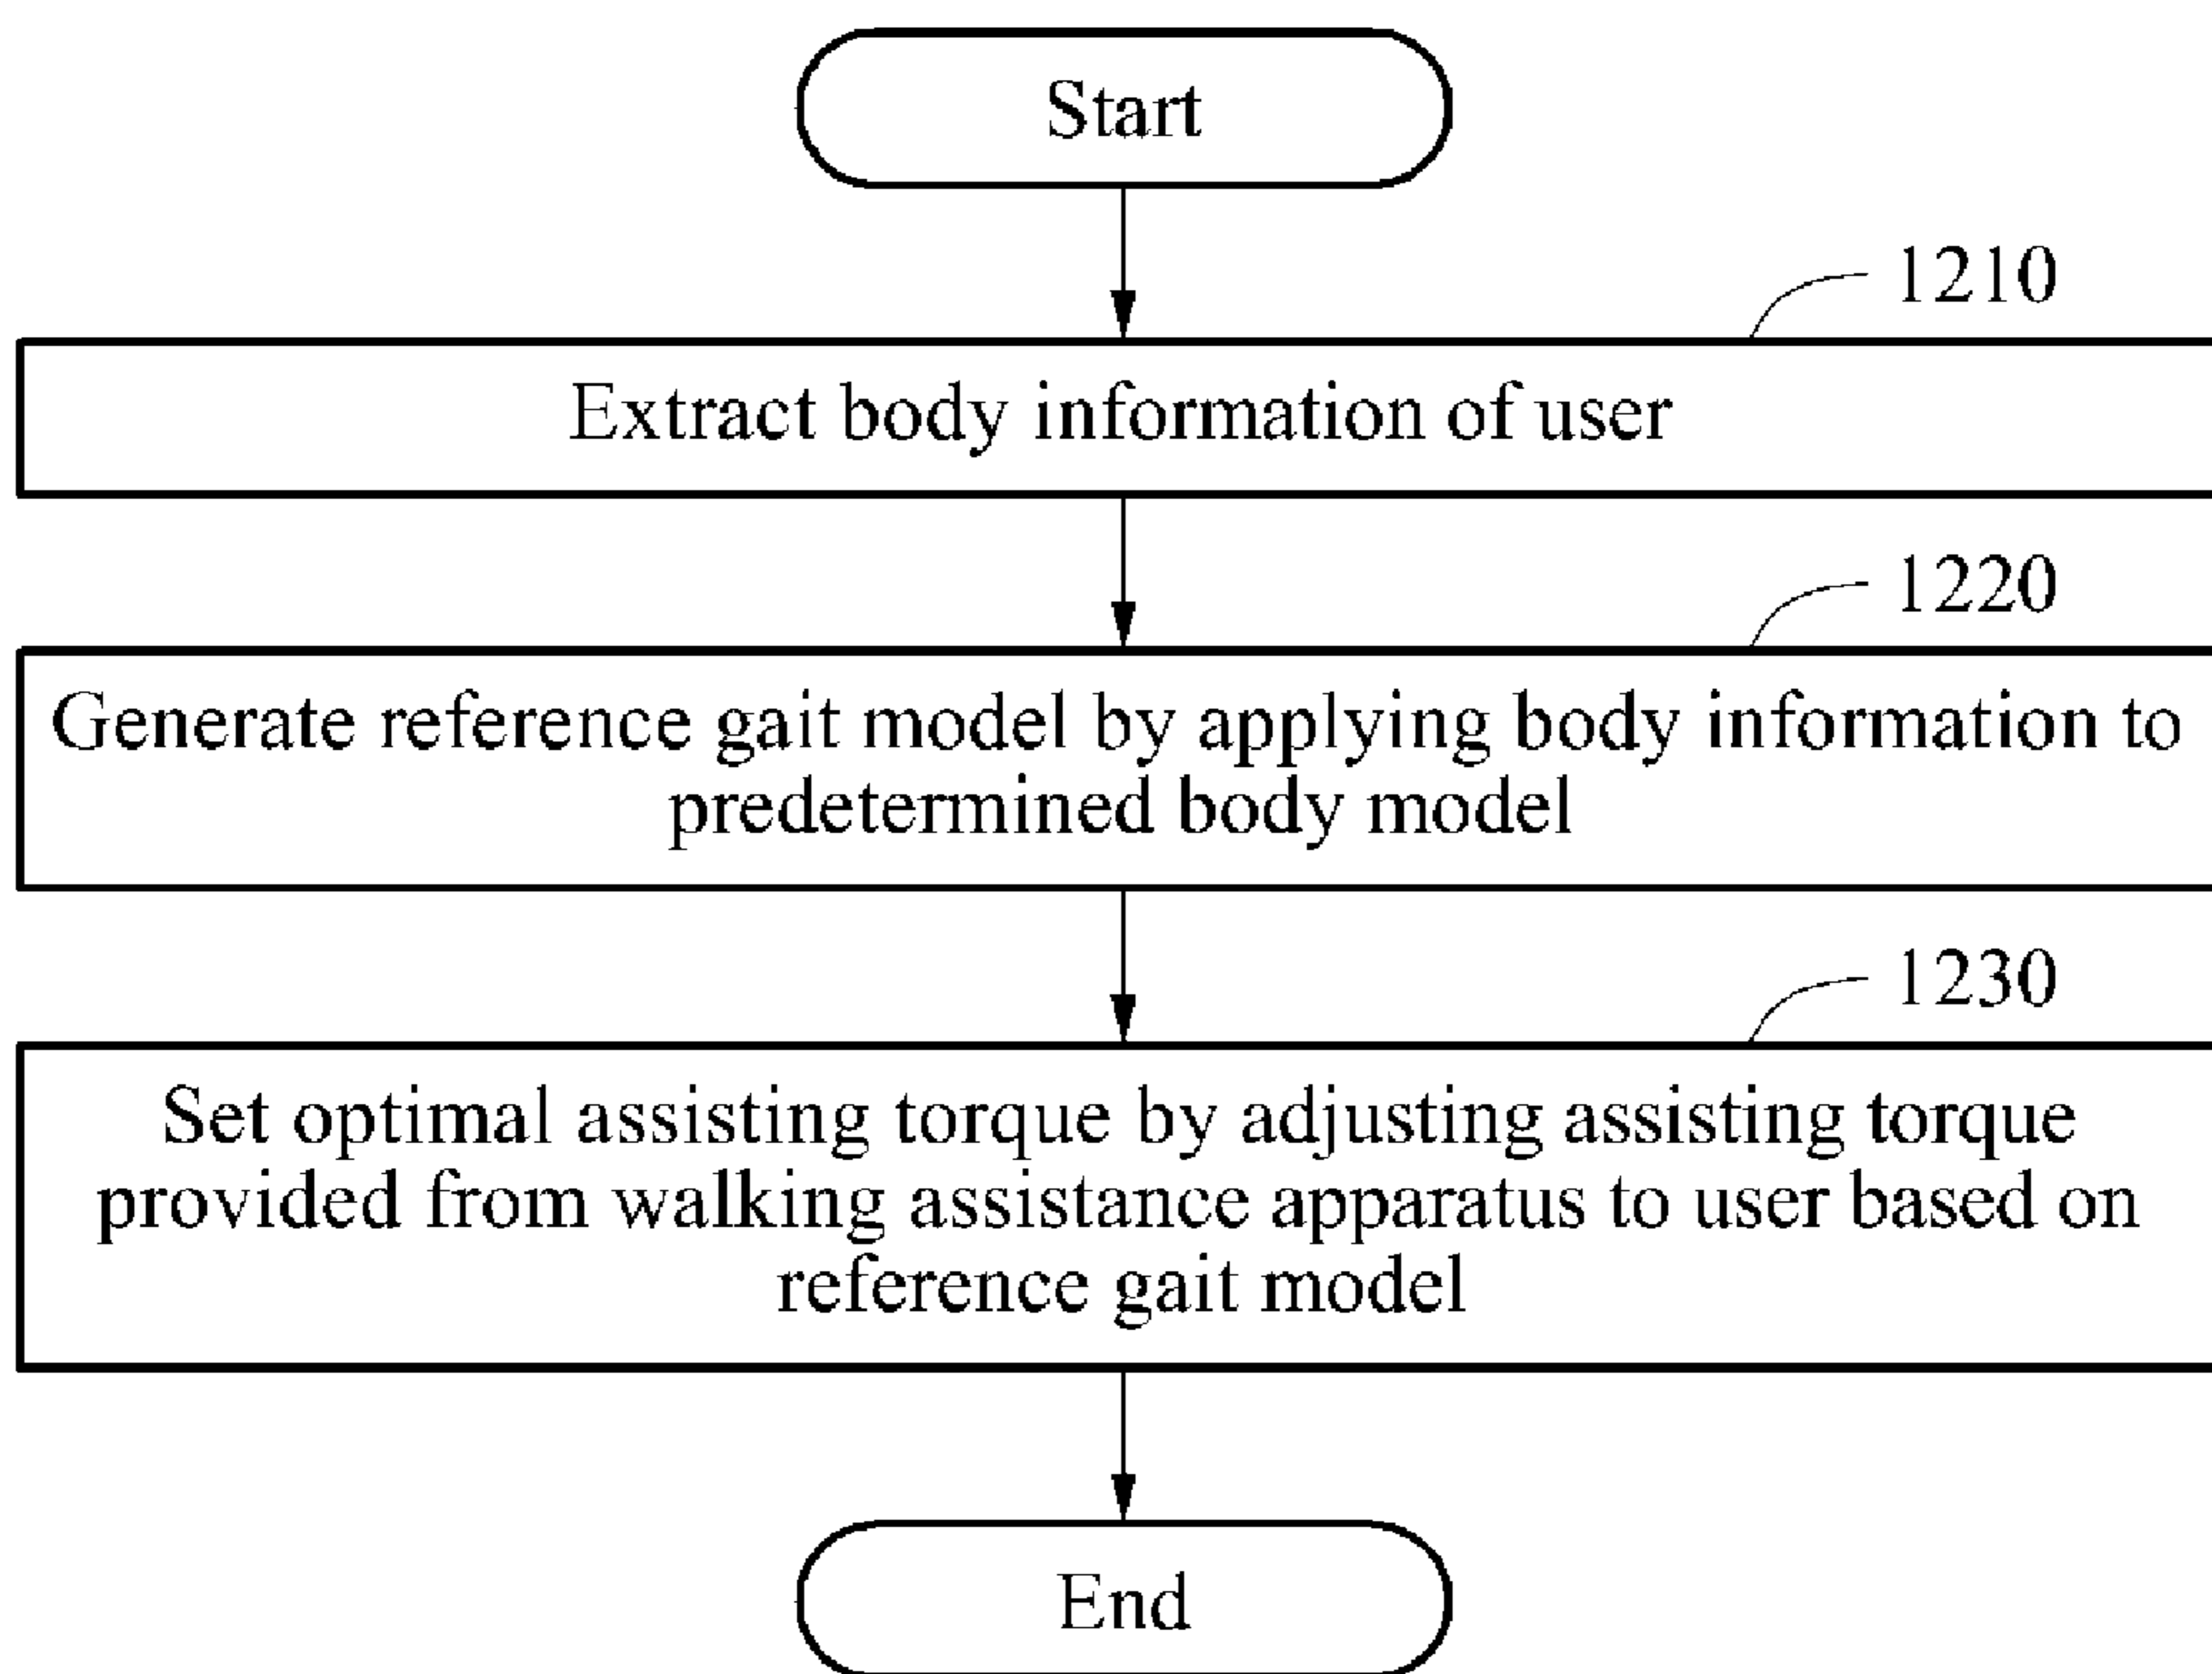 Start
1210
Extract body information of user
1220
Generate reference gait model by applying body information to
predetermined body model
1230
Set optimal assisting torque by adjusting assisting torque
provided from walking assistance apparatus to user based on
reference gait model
End